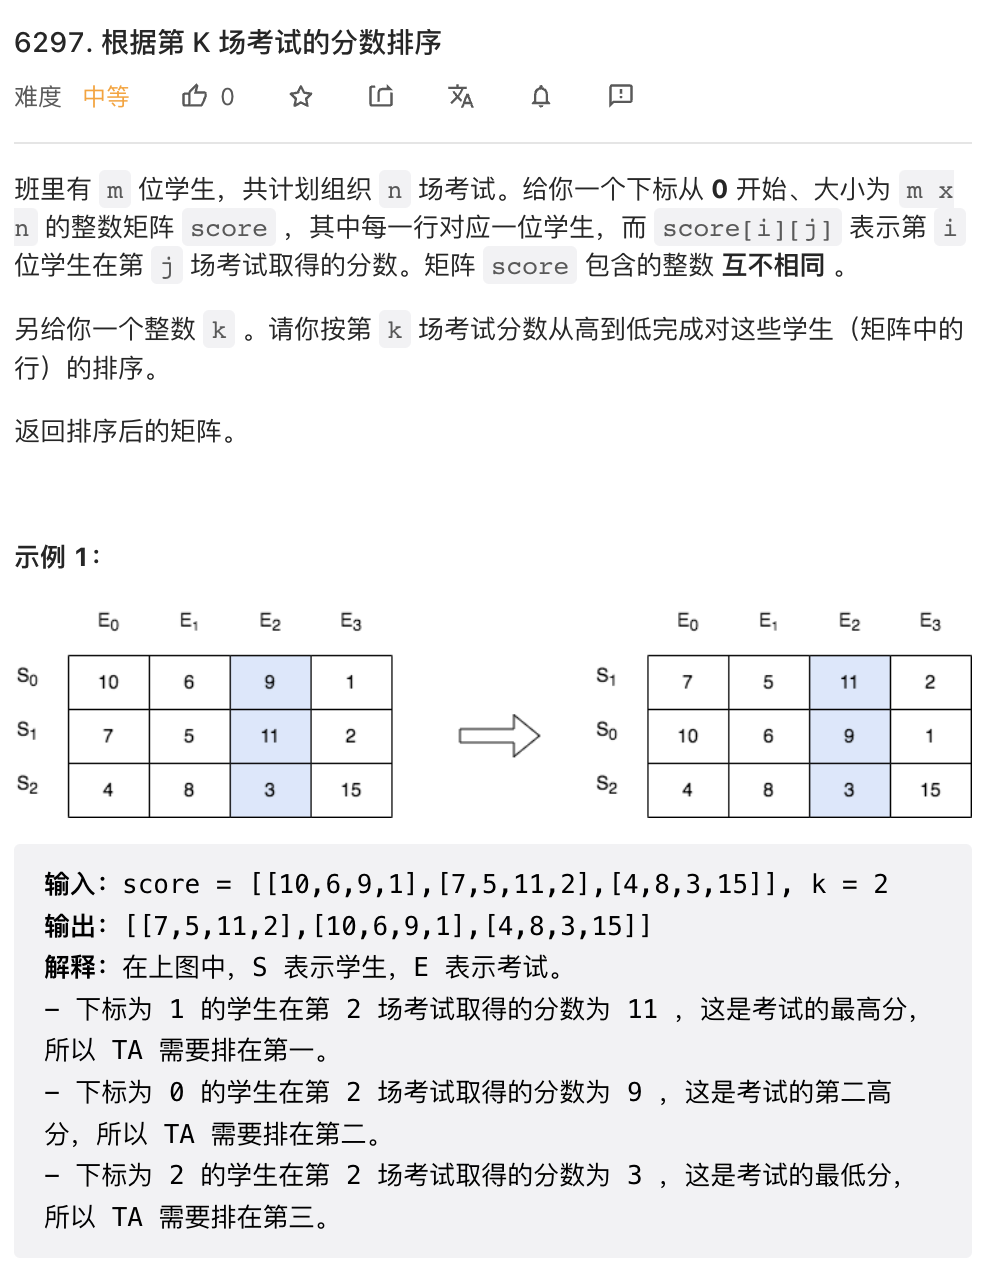 6297. 根据第 K 场考试的分数排序
难度 中等 0
班里有 m 位学生，共计划组织 n 场考试。给你一个下标从 0 开始、大小为 m x
n 的整数矩阵 score ，其中每一行对应一位学生，而 score[i][j] 表示第 i
位学生在第 j 场考试取得的分数。矩阵 score 包含的整数 互不相同 。
另给你一个整数 k 。请你按第 k 场考试分数从高到低完成对这些学生（矩阵中的
行）的排序。
返回排序后的矩阵。
示例 1：
E0 E1 E2 E3 E0 E1 E2 E3
S0 10 6 9 1 S1 7 5 11 2
S1 7 5 11 2 S0 10 6 9 1
S2 4 8 3 15 S2 4 8 3 15
输入：score = [[10,6,9,1],[7,5,11,2],[4,8,3,15]], k = 2
输出：[[7,5,11,2],[10,6,9,1],[4,8,3,15]]
解释：在上图中，S 表示学生，E 表示考试。
- 下标为 1 的学生在第 2 场考试取得的分数为 11 ，这是考试的最高分，
所以 TA 需要排在第一。
- 下标为 0 的学生在第 2 场考试取得的分数为 9 ，这是考试的第二高
分，所以 TA 需要排在第二。
- 下标为 2 的学生在第 2 场考试取得的分数为 3 ，这是考试的最低分，
所以 TA 需要排在第三。